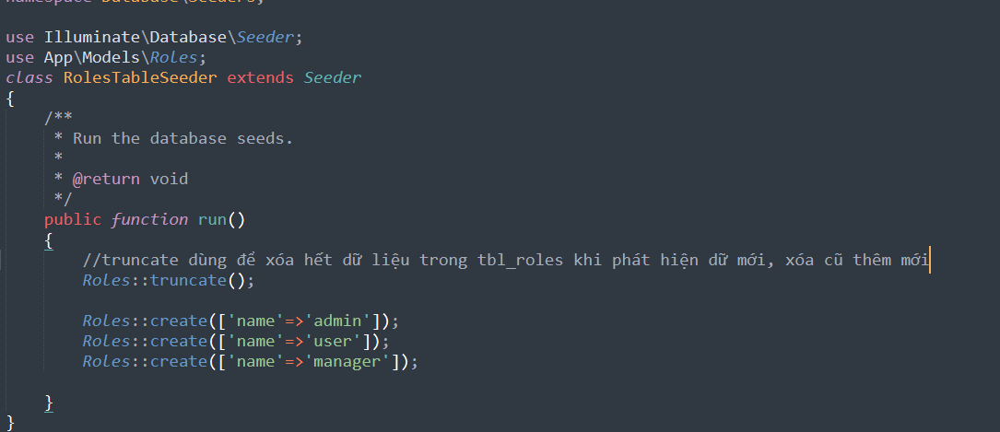 namespace Database\Seeders;
use Illuminate\Database\Seeder;
use App\Models\Roles;
class RolesTableSeeder extends Seeder
{
/**
* Run the database seeds.
*
* @return void
*/
public function run()
{
//truncate dùng để xóa hết dữ liệu trong tbl_roles khi phát hiện dữ mới, xóa cũ thêm mới
Roles::truncate();
Roles::create(['name'=>'admin']);
Roles::create(['name'=>'user']);
Roles::create(['name'=>'manager']);
}
}